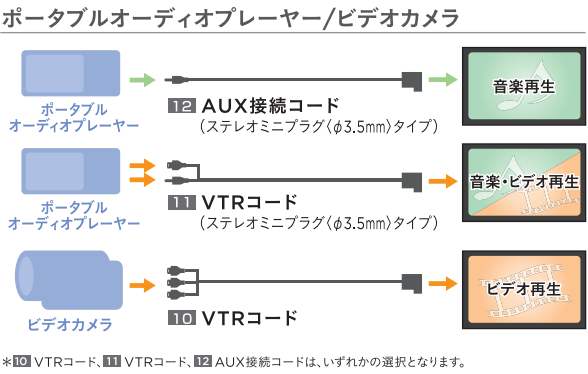 ポータブルオーディオプレーヤー/ビデオカメラ
ポータブル
オーディオプレーヤー
12 AUX接続コード
(ステレオミニプラグ〈φ3.5mm〉タイプ)
音楽再生
ポータブル
オーディオプレーヤー
11 VTRコード
(ステレオミニプラグ〈φ3.5mm〉タイプ)
音楽・ビデオ再生
ビデオカメラ
10 VTRコード
ビデオ再生
＊10 VTRコード、11 VTRコード、12 AUX接続コードは、いずれかの選択となります。